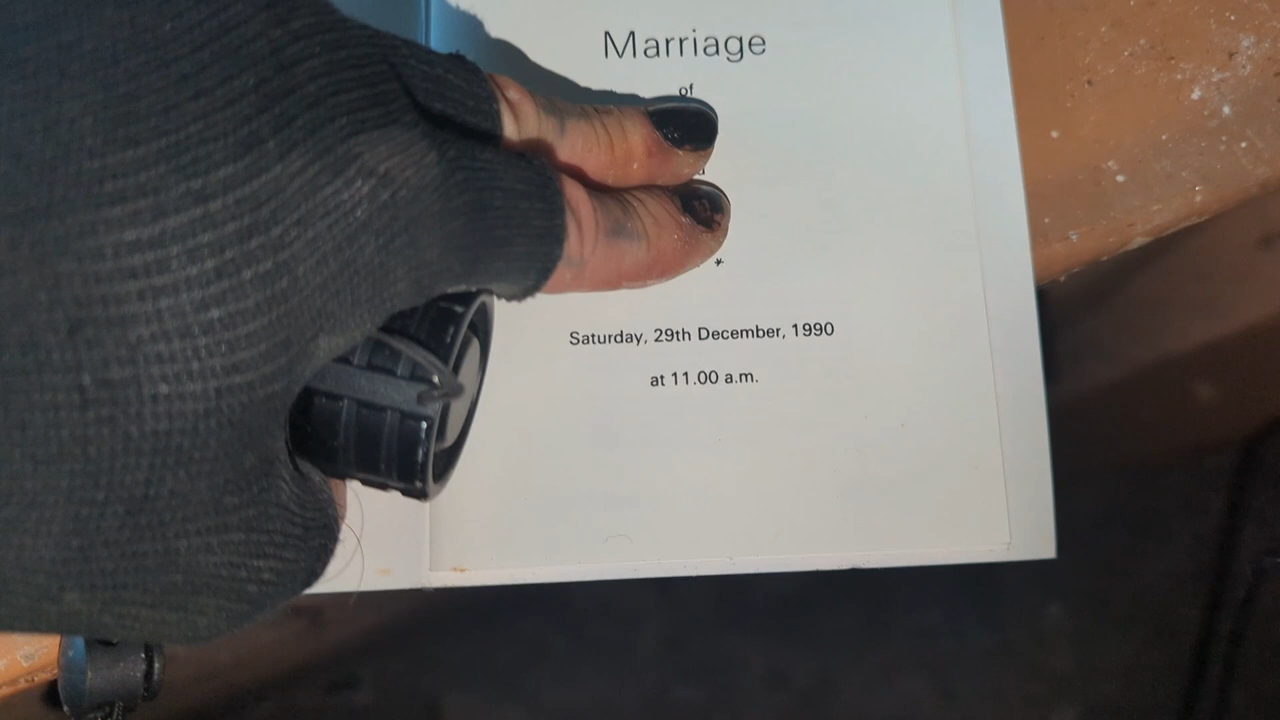 Marriage
of
*
Saturday, 29th December, 1990
at 11.00 a.m.